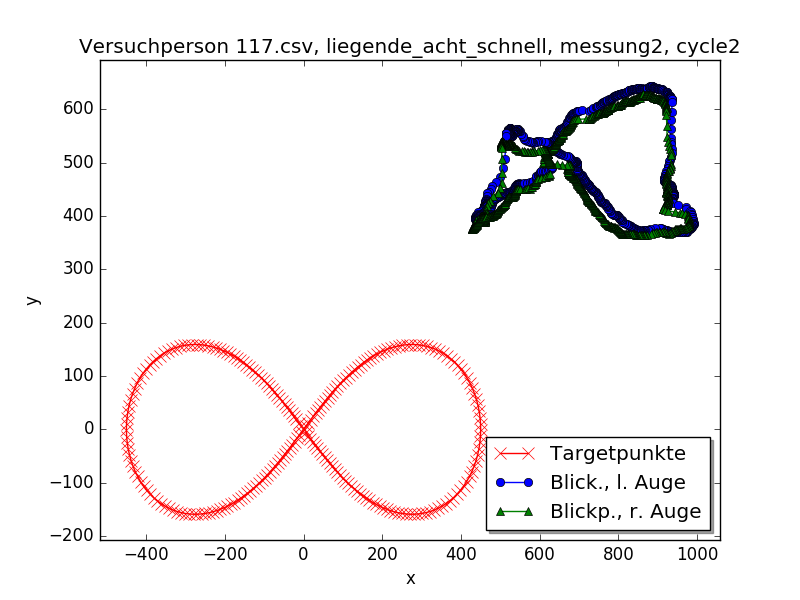 Versuchperson 117.csv, liegende_acht_schnell, messung2, cycle2
600
500
400
300
200
100
0
−100
−200
y
−400 −200 0 200 400 600 800 1000
x
Targetpunkte
Blick., l. Auge
Blickp., r. Auge